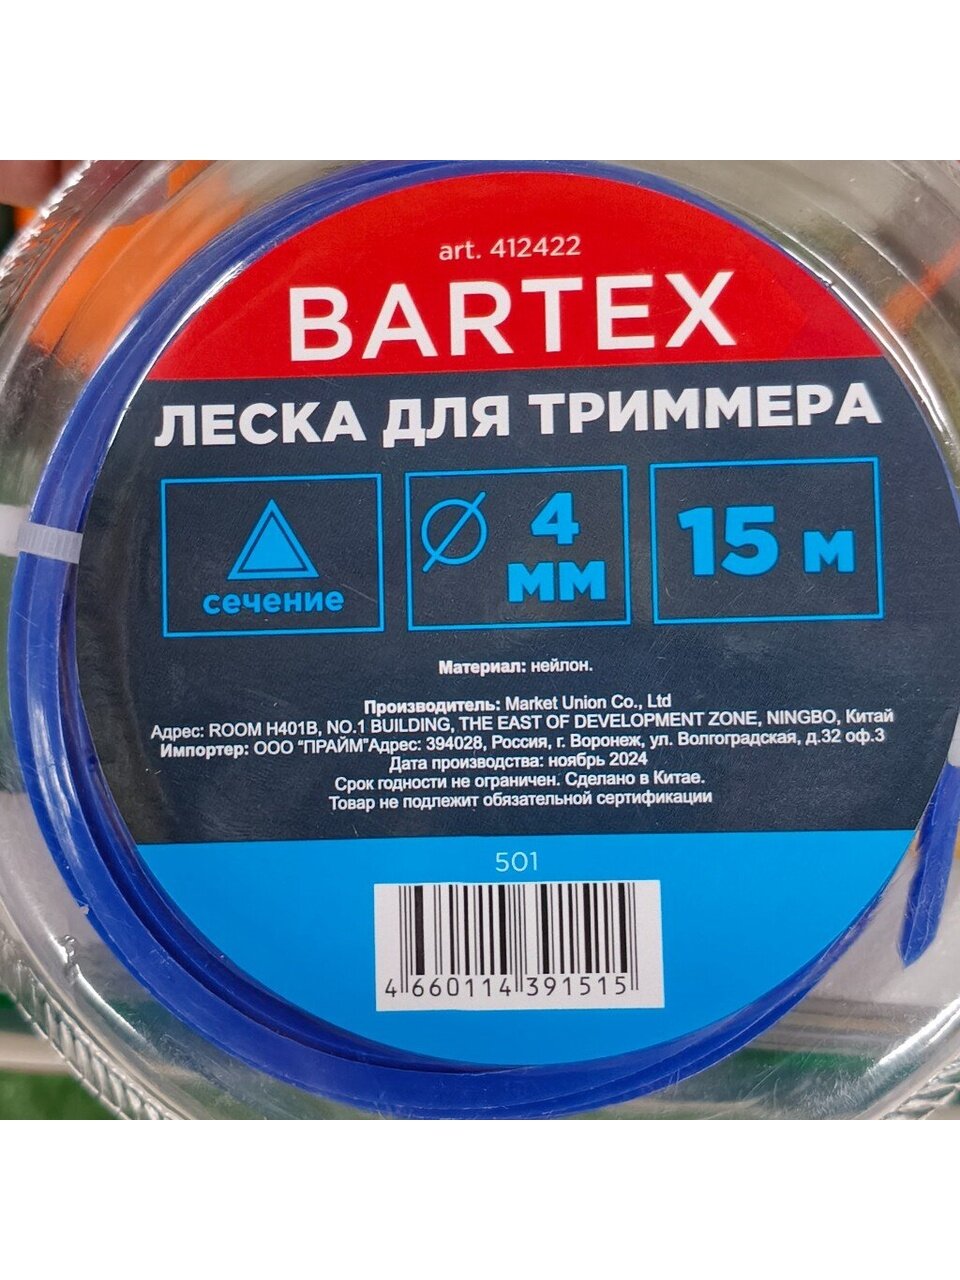 art. 412422
BARTEX
ЛЕСКА ДЛЯ ТРИММЕРА
сечение
4
мм
15 м
Материал: нейлон.
Производитель: Market Union Co., Ltd
Адрес: ROOM H401B, NO.1 BUILDING, THE EAST OF DEVELOPMENT ZONE, NINGBO, Китай
Импортер: ООО "ПРАЙМ"Адрес: 394028, Россия, г. Воронеж, ул. Волгоградская, д.32 оф.3
Дата производства: ноябрь 2024
Срок годности не ограничен. Сделано в Китае.
Товар не подлежит обязательной сертификации
501
4 660114 391515